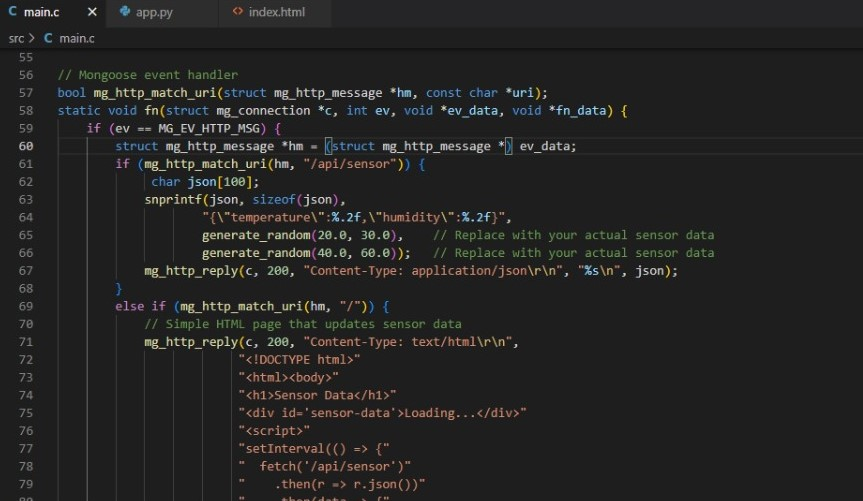 main.c
app.py
index.html
src > C main.c
55
56 // Mongoose event handler
57 bool mg_http_match_uri(struct mg_http_message *hm, const char *uri);
58 static void fn(struct mg_connection *c, int ev, void *ev_data, void *fn_data) {
59 if (ev == MG_EV_HTTP_MSG) {
60 struct mg_http_message *hm = (struct mg_http_message *) ev_data;
61 if (mg_http_match_uri(hm, "/api/sensor")) {
62 char json[100];
63 snprintf(json, sizeof(json),
64 "{\"temperature\":%.2f,\"humidity\":%.2f}",
65 generate_random(20.0, 30.0), // Replace with your actual sensor data
66 generate_random(40.0, 60.0)); // Replace with your actual sensor data
67 mg_http_reply(c, 200, "Content-Type: application/json\r\n", "%s\n", json);
68 }
69 else if (mg_http_match_uri(hm, "/")) {
70 // Simple HTML page that updates sensor data
71 mg_http_reply(c, 200, "Content-Type: text/html\r\n",
72 "<!DOCTYPE html>"
73 "<html><body>"
74 "<h1>Sensor Data</h1>"
75 "<div id='sensor-data'>Loading...</div>"
76 "<script>"
77 "setInterval(() => {"
78 " fetch('/api/sensor')"
79 " .then(r => r.json())"